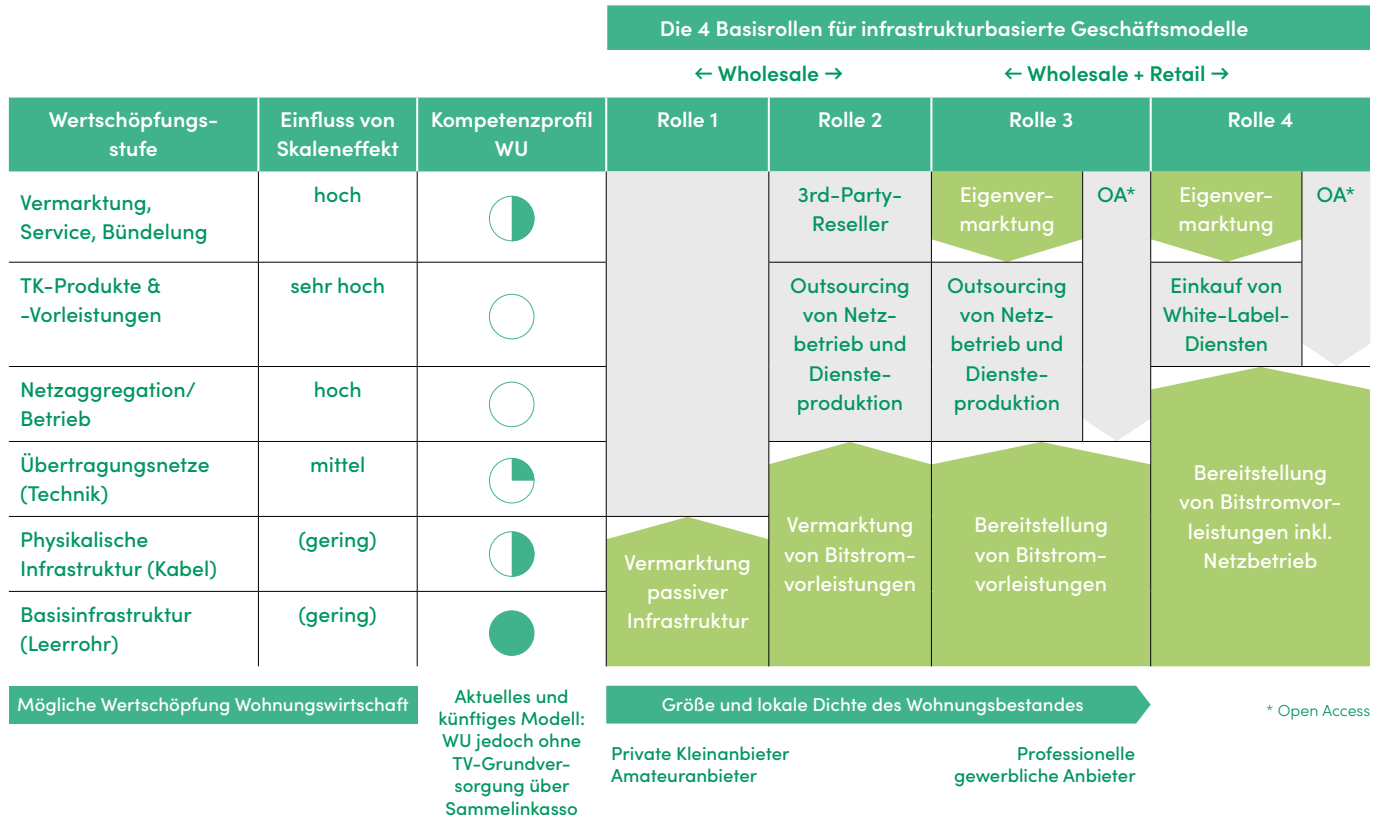 Die 4 Basisrollen für infrastrukturbasierte Geschäftsmodelle
← Wholesale →
← Wholesale + Retail →
Wertschöpfungs-
stufe
Einfluss von
Skaleneffekt
Kompetenzprofil
WU
Rolle 1
Rolle 2
Rolle 3
Rolle 4
Vermarktung,
Service, Bündelung
hoch
3rd-Party-
Reseller
Eigenver-
marktung
OA*
Eigenver-
marktung
OA*
TK-Produkte &
-Vorleistungen
sehr hoch
Outsourcing
von Netz-
betrieb und
Dienste-
produktion
Outsourcing
von Netz-
betrieb und
Dienste-
produktion
Einkauf von
White-Label-
Diensten
Netzaggregation/
Betrieb
hoch
Übertragungsnetze
(Technik)
mittel
Physikalische
Infrastruktur (Kabel)
(gering)
Basisinfrastruktur
(Leerrohr)
(gering)
Vermarktung
passiver
Infrastruktur
Vermarktung
von Bitstrom-
vorleistungen
Bereitstellung
von Bitstrom-
vorleistungen
Bereitstellung
von Bitstromvor-
leistungen inkl.
Netzbetrieb
Mögliche Wertschöpfung Wohnungswirtschaft
Aktuelles und
künftiges Modell:
WU jedoch ohne
TV-Grundver-
sorgung über
Sammelinkasso
Größe und lokale Dichte des Wohnungsbestandes
* Open Access
Private Kleinanbieter
Amateuranbieter
Professionelle
gewerbliche Anbieter